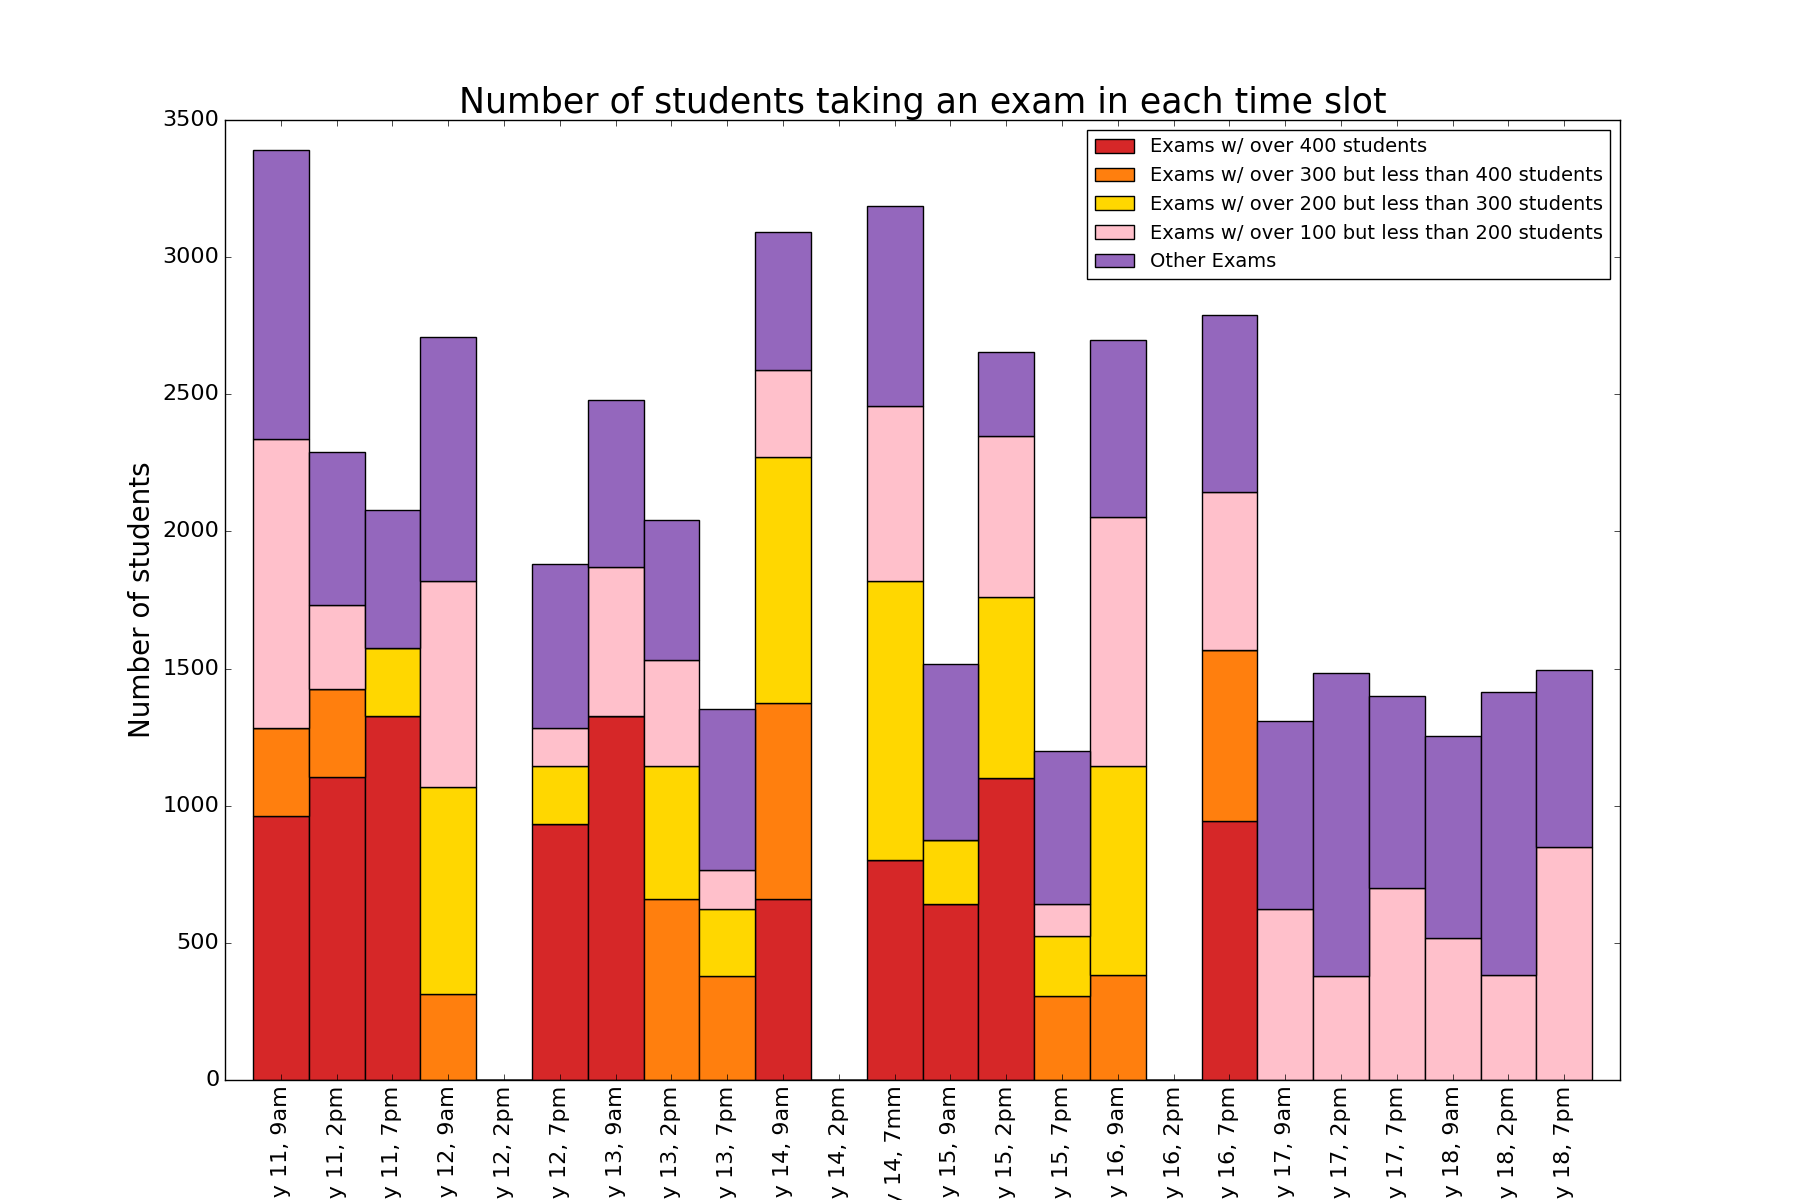 Number of students taking an exam in each time slot
3500
3000
2500
2000
1500
1000
500
0
Number of students
Exams w/ over 400 students
Exams w/ over 300 but less than 400 students
Exams w/ over 200 but less than 300 students
Exams w/ over 100 but less than 200 students
Other Exams
y 11, 9am
y 11, 2pm
y 11, 7pm
y 12, 9am
y 12, 2pm
y 12, 7pm
y 13, 9am
y 13, 2pm
y 13, 7pm
y 14, 9am
y 14, 2pm
y 14, 7mm
y 15, 9am
y 15, 2pm
y 15, 7pm
y 16, 9am
y 16, 2pm
y 16, 7pm
y 17, 9am
y 17, 2pm
y 17, 7pm
y 18, 9am
y 18, 2pm
y 18, 7pm